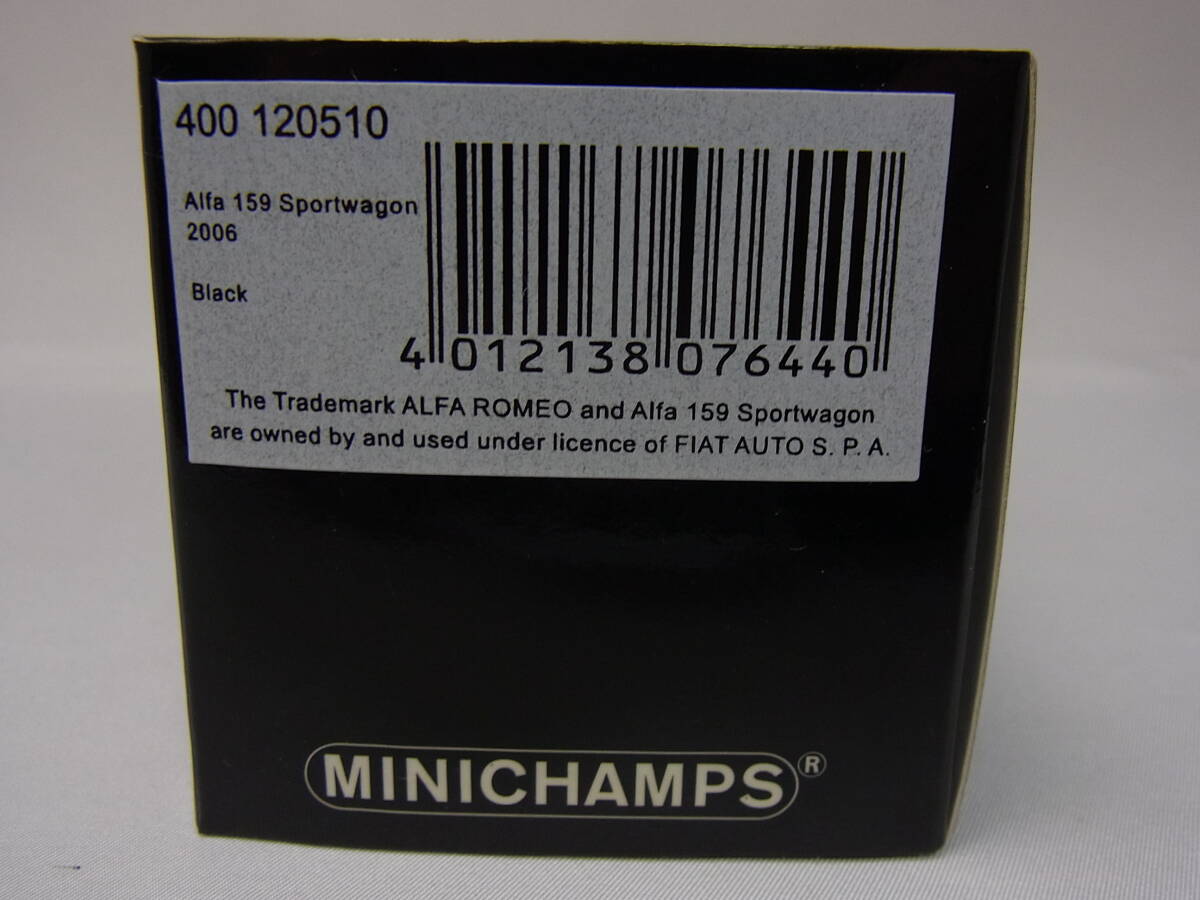 400 120510
Alfa 159 Sportwagon
2006
Black
4 012138 076440
The Trademark ALFA ROMEO and Alfa 159 Sportwagon
are owned by and used under licence of FIAT AUTO S. P. A.
MINICHAMPS®